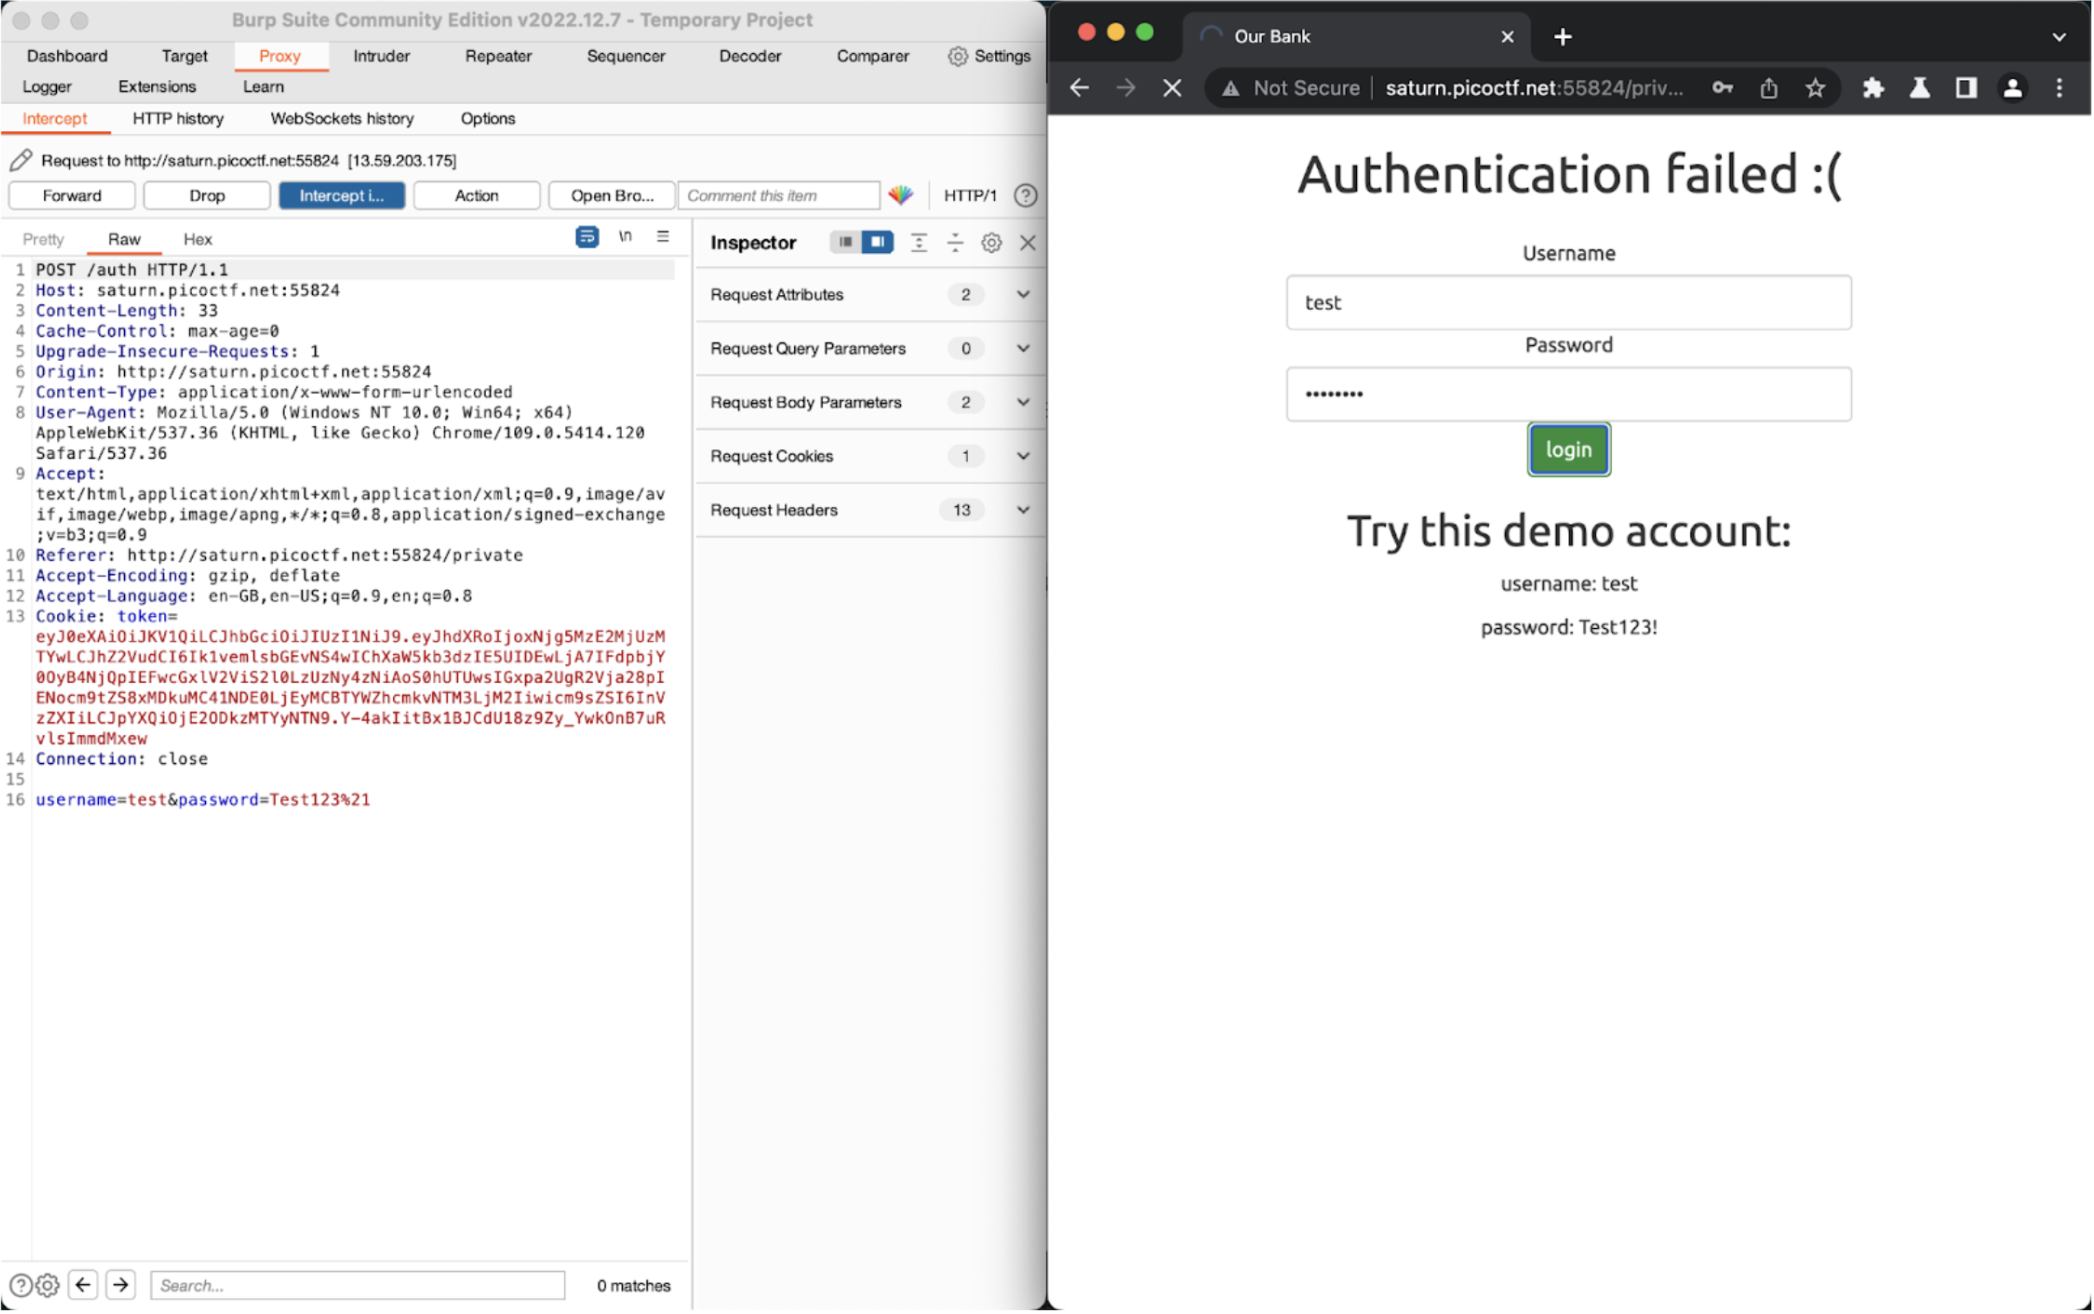 Burp Suite Community Edition v2022.12.7 - Temporary Project
Dashboard Target Proxy Intruder Repeater Sequencer Decoder Comparer Settings
Logger Extensions Learn
Intercept HTTP history WebSockets history Options
Request to http://saturn.picoctf.net:55824 [13.59.203.175]
Forward Drop Intercept i... Action Open Bro... Comment this item HTTP/1 ?
Pretty Raw Hex \n
1 POST /auth HTTP/1.1
2 Host: saturn.picoctf.net:55824
3 Content-Length: 33
4 Cache-Control: max-age=0
5 Upgrade-Insecure-Requests: 1
6 Origin: http://saturn.picoctf.net:55824
7 Content-Type: application/x-www-form-urlencoded
8 User-Agent: Mozilla/5.0 (Windows NT 10.0; Win64; x64)
AppleWebKit/537.36 (KHTML, like Gecko) Chrome/109.0.5414.120
Safari/537.36
9 Accept:
text/html,application/xhtml+xml,application/xml;q=0.9,image/av
if,image/webp,image/apng,*/*;q=0.8,application/signed-exchange
;v=b3;q=0.9
10 Referer: http://saturn.picoctf.net:55824/private
11 Accept-Encoding: gzip, deflate
12 Accept-Language: en-GB,en-US;q=0.9,en;q=0.8
13 Cookie: token=
eyJ0eXAiOiJKV1QiLCJhbGciOiJIUzI1NiJ9.eyJhdXRoIjoxNjg5MzE2MjUzM
TYwLCJhZ2VudCI6Ik1vemlsbGEvNS4wIChXaW5kb3dzIE5UIDEwLjA7IFdpbjY
0OyB4NjQpIEFwcGxlV2ViS2l0LzUzNy4zNiAoS0hUTUwsIGxpa2UgR2Vja28pI
ENocm9tZS8xMDkuMC41NDE0LjEyMCBTYWZhcmkvNTM3LjM2Iiwicm9sZSI6InV
zZXIiLCJpYXQiOjE2ODkzMTYyNTN9.Y-4akIitBx1BJCdU18z9Zy_YwkOnB7uR
vlsImmdMxew
14 Connection: close
15
16 username=test&password=Test123%21
Inspector
Request Attributes 2
Request Query Parameters 0
Request Body Parameters 2
Request Cookies 1
Request Headers 13
? Search... 0 matches
Our Bank
Not Secure saturn.picoctf.net:55824/priv...
Authentication failed :(
Username
test
Password
••••••••
login
Try this demo account:
username: test
password: Test123!